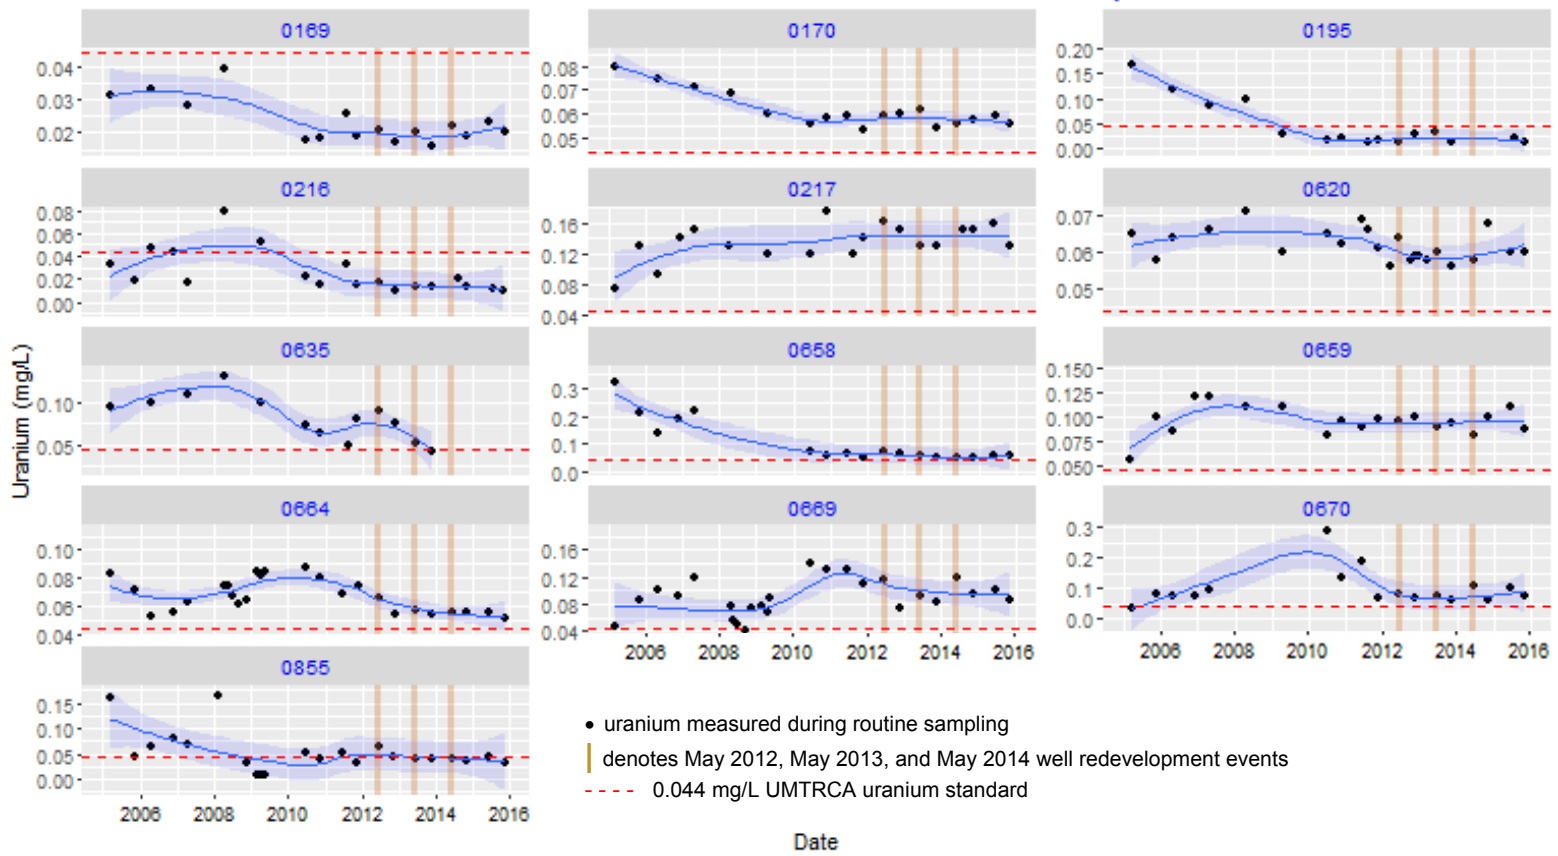 0169 0170 0195
0.04 0.03 0.02
0.08 0.07 0.06 0.05
0.20 0.15 0.10 0.05 0.00
0216 0217 0620
0.08 0.06 0.04 0.02 0.00
0.16 0.12 0.08 0.04
0.07 0.06 0.05
0635 0658 0659
0.10 0.05
0.3 0.2 0.1 0.0
0.150 0.125 0.100 0.075 0.050
Uranium (mg/L)
0664 0669 0670
0.10 0.08 0.06 0.04
0.16 0.12 0.08 0.04
0.3 0.2 0.1 0.0
2006 2008 2010 2012 2014 2016
2006 2008 2010 2012 2014 2016
0855
0.15 0.10 0.05 0.00
2006 2008 2010 2012 2014 2016
uranium measured during routine sampling
denotes May 2012, May 2013, and May 2014 well redevelopment events
0.044 mg/L UMTRCA uranium standard
Date